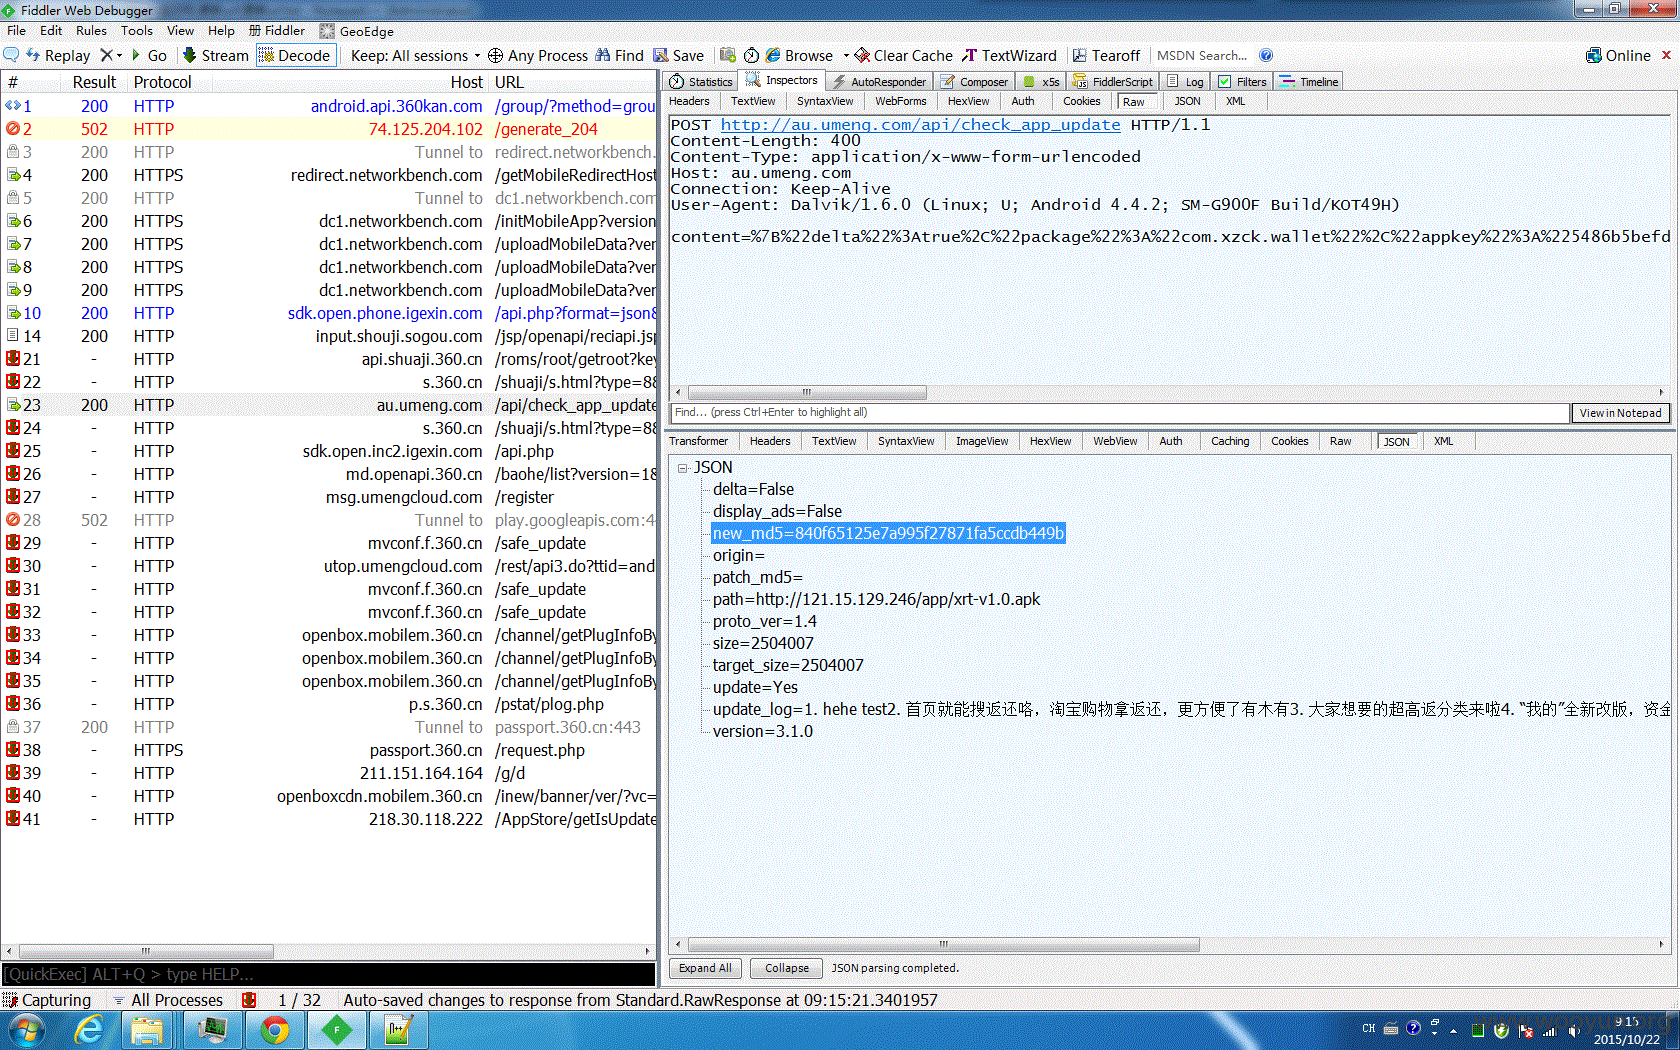 Fiddler Web Debugger
File Edit Rules Tools View Help Fiddler GeoEdge
Replay Go Stream Decode Keep: All sessions Any Process Find Save Browse Clear Cache TextWizard Tearoff MSDN Search... Online
# Result Protocol Host URL
1 200 HTTP android.api.360kan.com /group/?method=grou
2 502 HTTP 74.125.204.102 /generate_204
3 200 HTTP Tunnel to redirect.networkbench.
4 200 HTTPS redirect.networkbench.com /getMobileRedirectHost
5 200 HTTP Tunnel to dc1.networkbench.com
6 200 HTTPS dc1.networkbench.com /initMobileApp?version
7 200 HTTPS dc1.networkbench.com /uploadMobileData?ver
8 200 HTTPS dc1.networkbench.com /uploadMobileData?ver
9 200 HTTPS dc1.networkbench.com /uploadMobileData?ver
10 200 HTTP sdk.open.phone.igexin.com /api.php?format=json&
14 200 HTTP input.shouji.sogou.com /jsp/openapi/reciapi.jsp
21 - HTTP api.shuaji.360.cn /roms/root/getroot?key
22 - HTTP s.360.cn /shuaji/s.html?type=88
23 200 HTTP au.umeng.com /api/check_app_update
24 - HTTP s.360.cn /shuaji/s.html?type=88
25 - HTTP sdk.open.inc2.igexin.com /api.php
26 - HTTP md.openapi.360.cn /baohe/list?version=18
27 - HTTP msg.umengcloud.com /register
28 502 HTTP Tunnel to play.googleapis.com:4
29 - HTTP mvconf.f.360.cn /safe_update
30 - HTTP utop.umengcloud.com /rest/api3.do?ttid=and
31 - HTTP mvconf.f.360.cn /safe_update
32 - HTTP mvconf.f.360.cn /safe_update
33 - HTTP openbox.mobilem.360.cn /channel/getPlugInfoBy
34 - HTTP openbox.mobilem.360.cn /channel/getPlugInfoBy
35 - HTTP openbox.mobilem.360.cn /channel/getPlugInfoBy
36 - HTTP p.s.360.cn /pstat/plog.php
37 200 HTTP Tunnel to passport.360.cn:443
38 - HTTPS passport.360.cn /request.php
39 - HTTP 211.151.164.164 /g/d
40 - HTTP openboxcdn.mobilem.360.cn /inew/banner/ver/?vc=
41 - HTTP 218.30.118.222 /AppStore/getIsUpdate
[QuickExec] ALT+Q > type HELP...
Statistics Inspectors AutoResponder Composer x5s FiddlerScript Log Filters Timeline
Headers TextView SyntaxView WebForms HexView Auth Cookies Raw JSON XML
POST http://au.umeng.com/api/check_app_update HTTP/1.1
Content-Length: 400
Content-Type: application/x-www-form-urlencoded
Host: au.umeng.com
Connection: Keep-Alive
User-Agent: Dalvik/1.6.0 (Linux; U; Android 4.4.2; SM-G900F Build/KOT49H)
content=%7B%22delta%22%3Atrue%2C%22package%22%3A%22com.xzck.wallet%22%2C%22appkey%22%3A%225486b5befd
Find... (press Ctrl+Enter to highlight all) View in Notepad
Transformer Headers TextView SyntaxView ImageView HexView WebView Auth Caching Cookies Raw JSON XML
JSON
delta=False
display_ads=False
new_md5=840f65125e7a995f27871fa5ccdb449b
origin=
patch_md5=
path=http://121.15.129.246/app/xrt-v1.0.apk
proto_ver=1.4
size=2504007
target_size=2504007
update=Yes
update_log=1. hehe test2. 首页就能搜返还咯，淘宝购物拿返还，更方便了有木有3. 大家想要的超高返分类来啦4. “我的”全新改版，资金
version=3.1.0
Expand All Collapse JSON parsing completed.
Capturing All Processes 1 / 32 Auto-saved changes to response from Standard.RawResponse at 09:15:21.3401957
CH 9:15
2015/10/22